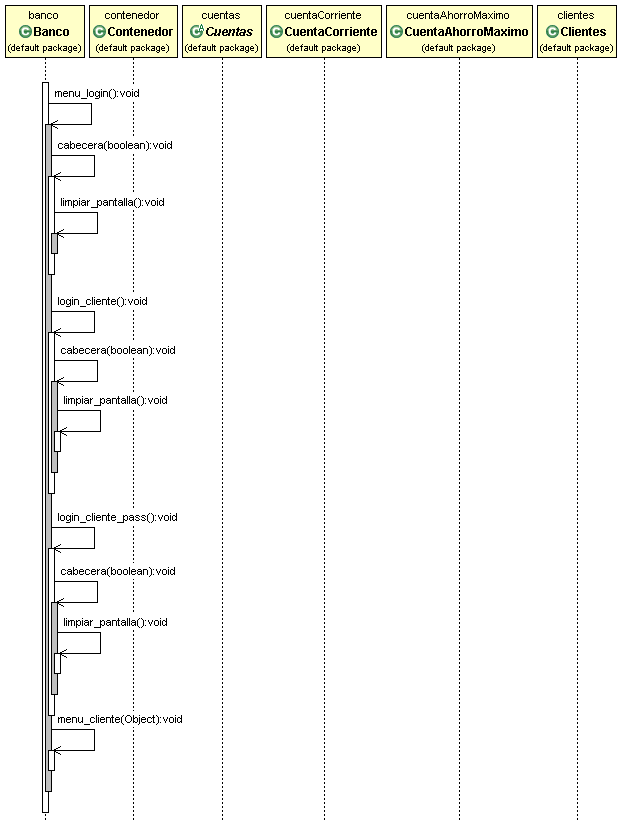 banco
Banco
(default package)
contenedor
Contenedor
(default package)
cuentas
Cuentas
(default package)
cuentaCorriente
CuentaCorriente
(default package)
cuentaAhorroMaximo
CuentaAhorroMaximo
(default package)
clientes
Clientes
(default package)
menu_login():void
cabecera(boolean):void
limpiar_pantalla():void
login_cliente():void
cabecera(boolean):void
limpiar_pantalla():void
login_cliente_pass():void
cabecera(boolean):void
limpiar_pantalla():void
menu_cliente(Object):void